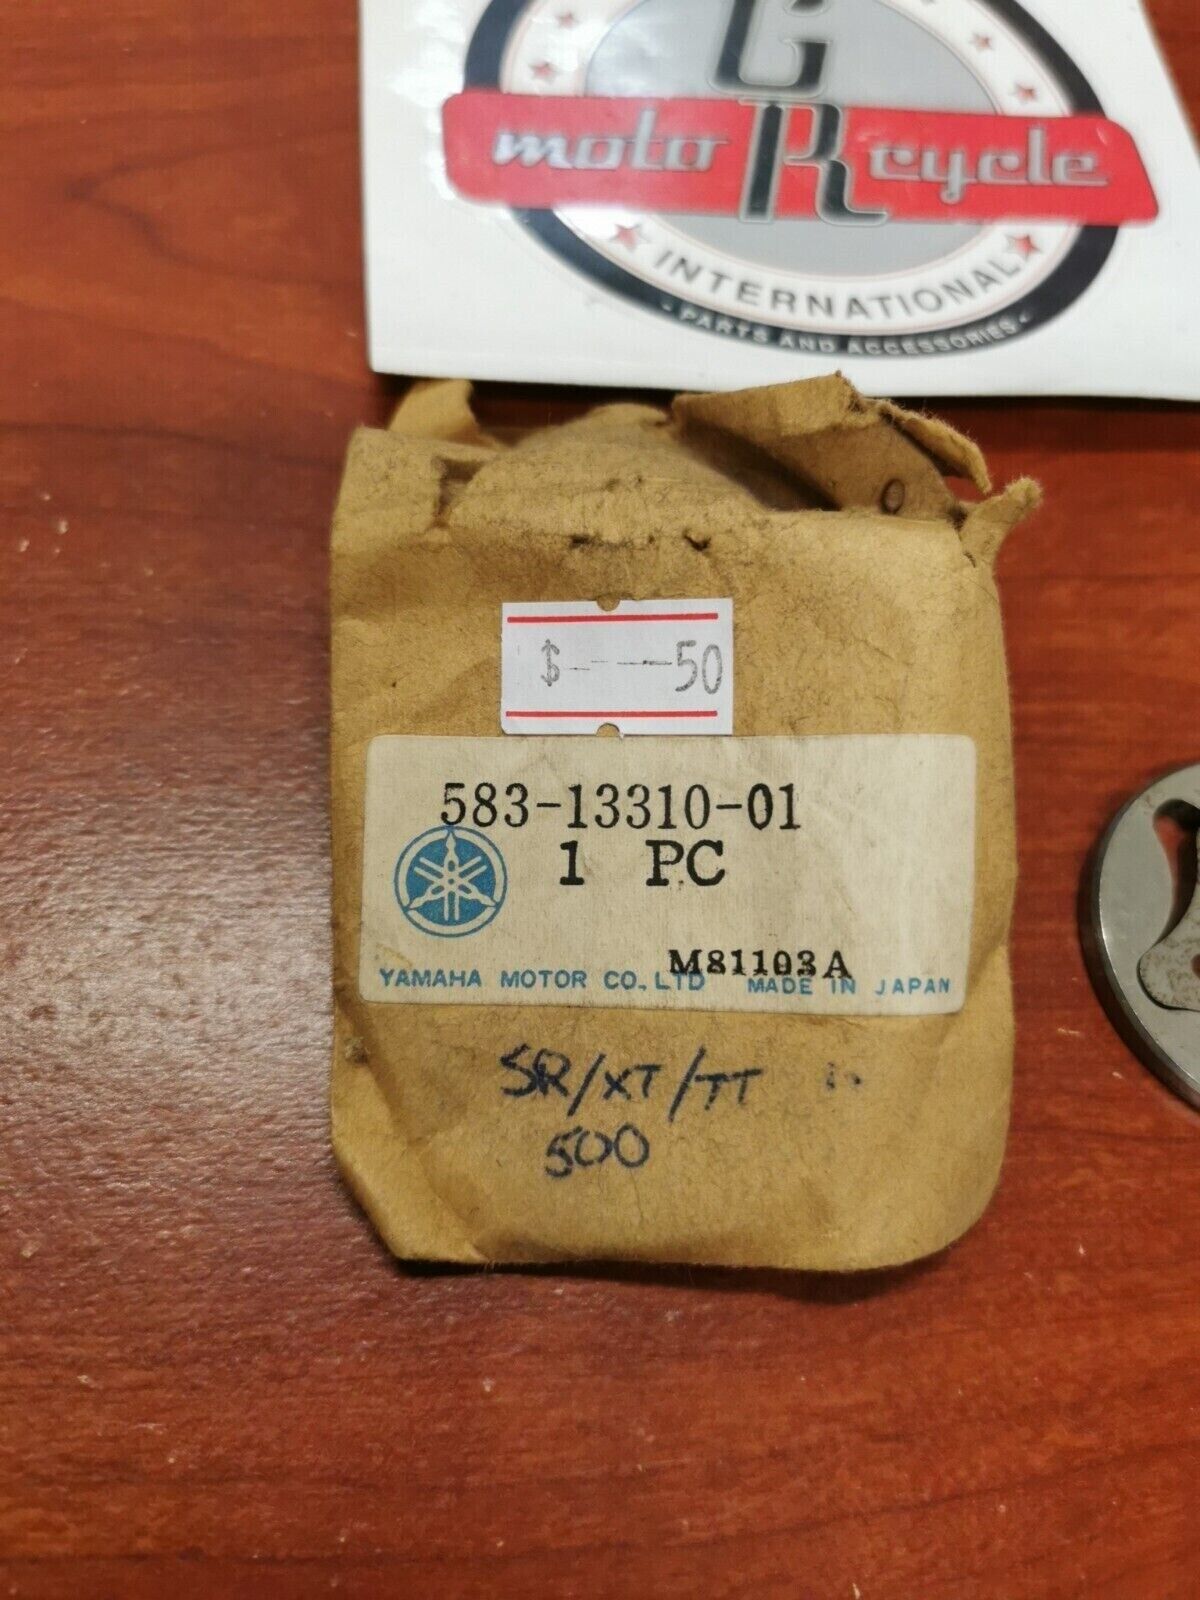 GR
moto cycle
INTERNATIONAL
- PARTS AND ACCESSORIES -
$ - - - 50
583-13310-01
1 PC
M81103A
YAMAHA MOTOR CO., LTD MADE IN JAPAN
SR/XT/TT
500